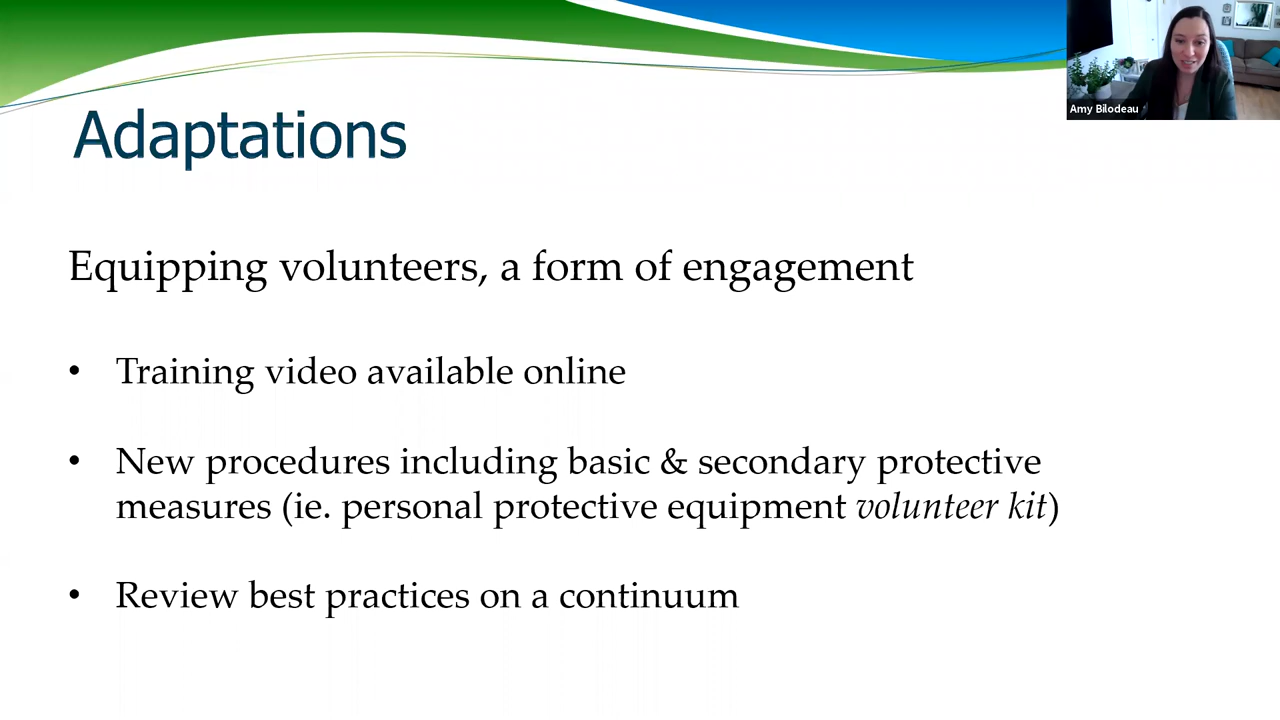 Amy Bilodeau
Adaptations
Equipping volunteers, a form of engagement
• Training video available online
• New procedures including basic & secondary protective
measures (ie. personal protective equipment volunteer kit)
• Review best practices on a continuum